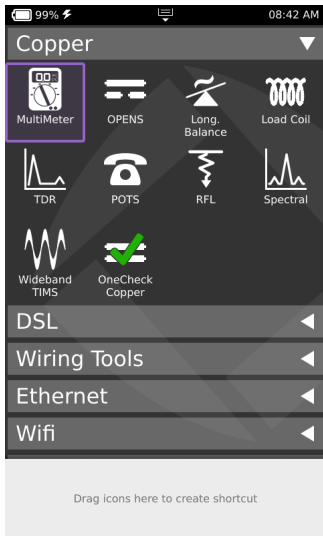 99%
08:42 AM
Copper
MultiMeter
OPENS
Long.
Balance
Load Coil
TDR
POTS
RFL
Spectral
Wideband
TIMS
OneCheck
Copper
DSL
Wiring Tools
Ethernet
Wifi
Drag icons here to create shortcut